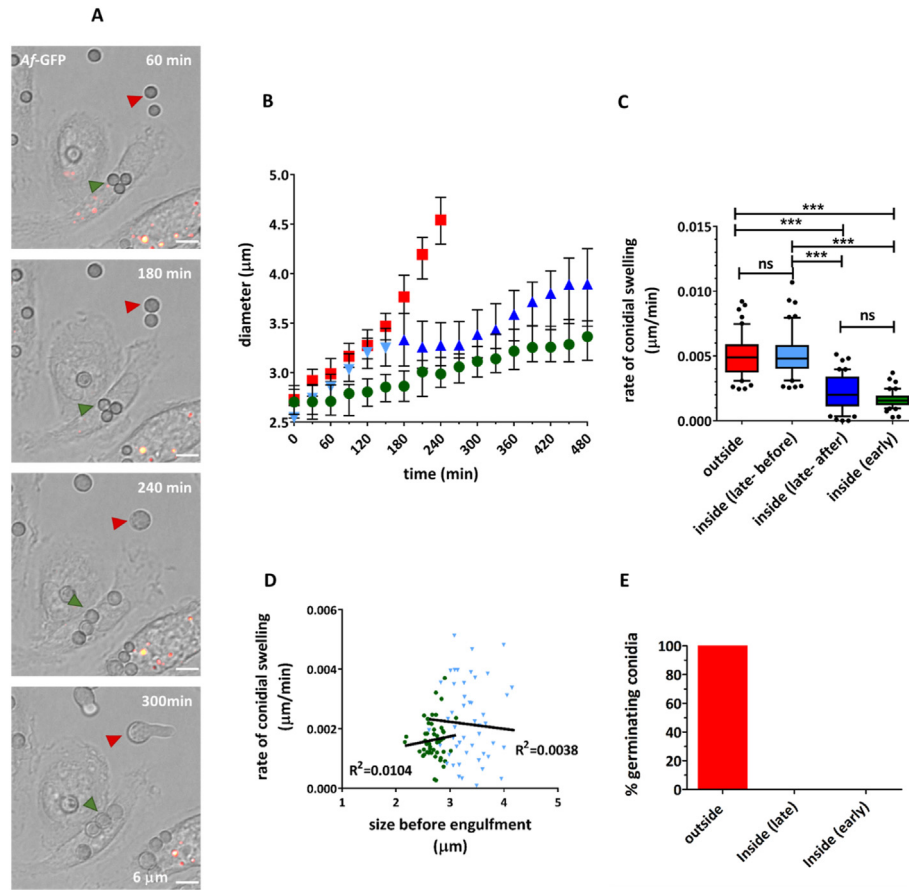 A
Af-GFP
60 min
180 min
240 min
300min
6 µm
B
diameter (µm)
5.0
4.5
4.0
3.5
3.0
2.5
0 60 120 180 240 300 360 420 480
time (min)
C
rate of conidial swelling
(µm/min)
0.015
0.010
0.005
0.000
***
***
***
ns
***
ns
outside
inside (late- before)
inside (late- after)
inside (early)
D
rate of conidial swelling
(µm/min)
0.006
0.004
0.002
0.000
R²=0.0104
R²=0.0038
1 2 3 4 5
size before engulfment
(µm)
E
% germinating conidia
100
80
60
40
20
0
outside
Inside (late)
Inside (early)